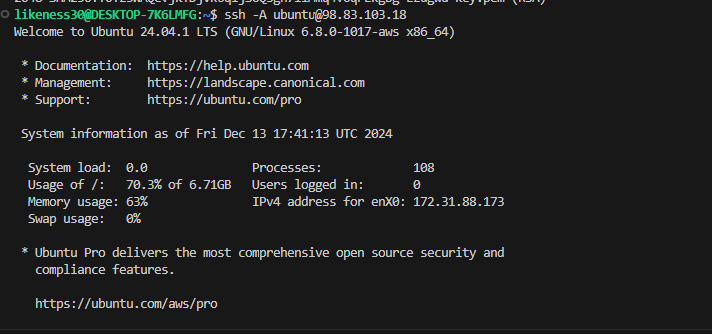 likeness30@DESKTOP-7K6LMFG:~$ ssh -A ubuntu@98.83.103.18
Welcome to Ubuntu 24.04.1 LTS (GNU/Linux 6.8.0-1017-aws x86_64)
* Documentation: https://help.ubuntu.com
* Management: https://landscape.canonical.com
* Support: https://ubuntu.com/pro
System information as of Fri Dec 13 17:41:13 UTC 2024
System load: 0.0 Processes: 108
Usage of /: 70.3% of 6.71GB Users logged in: 0
Memory usage: 63% IPv4 address for enX0: 172.31.88.173
Swap usage: 0%
* Ubuntu Pro delivers the most comprehensive open source security and
compliance features.
https://ubuntu.com/aws/pro